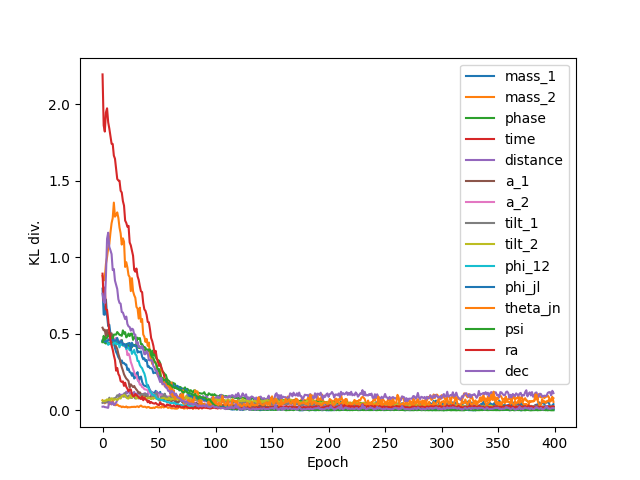 2.0
1.5
1.0
0.5
0.0
KL div.
0
50
100
150
200
250
300
350
400
Epoch
mass_1
mass_2
phase
time
distance
a_1
a_2
tilt_1
tilt_2
phi_12
phi_jl
theta_jn
psi
ra
dec